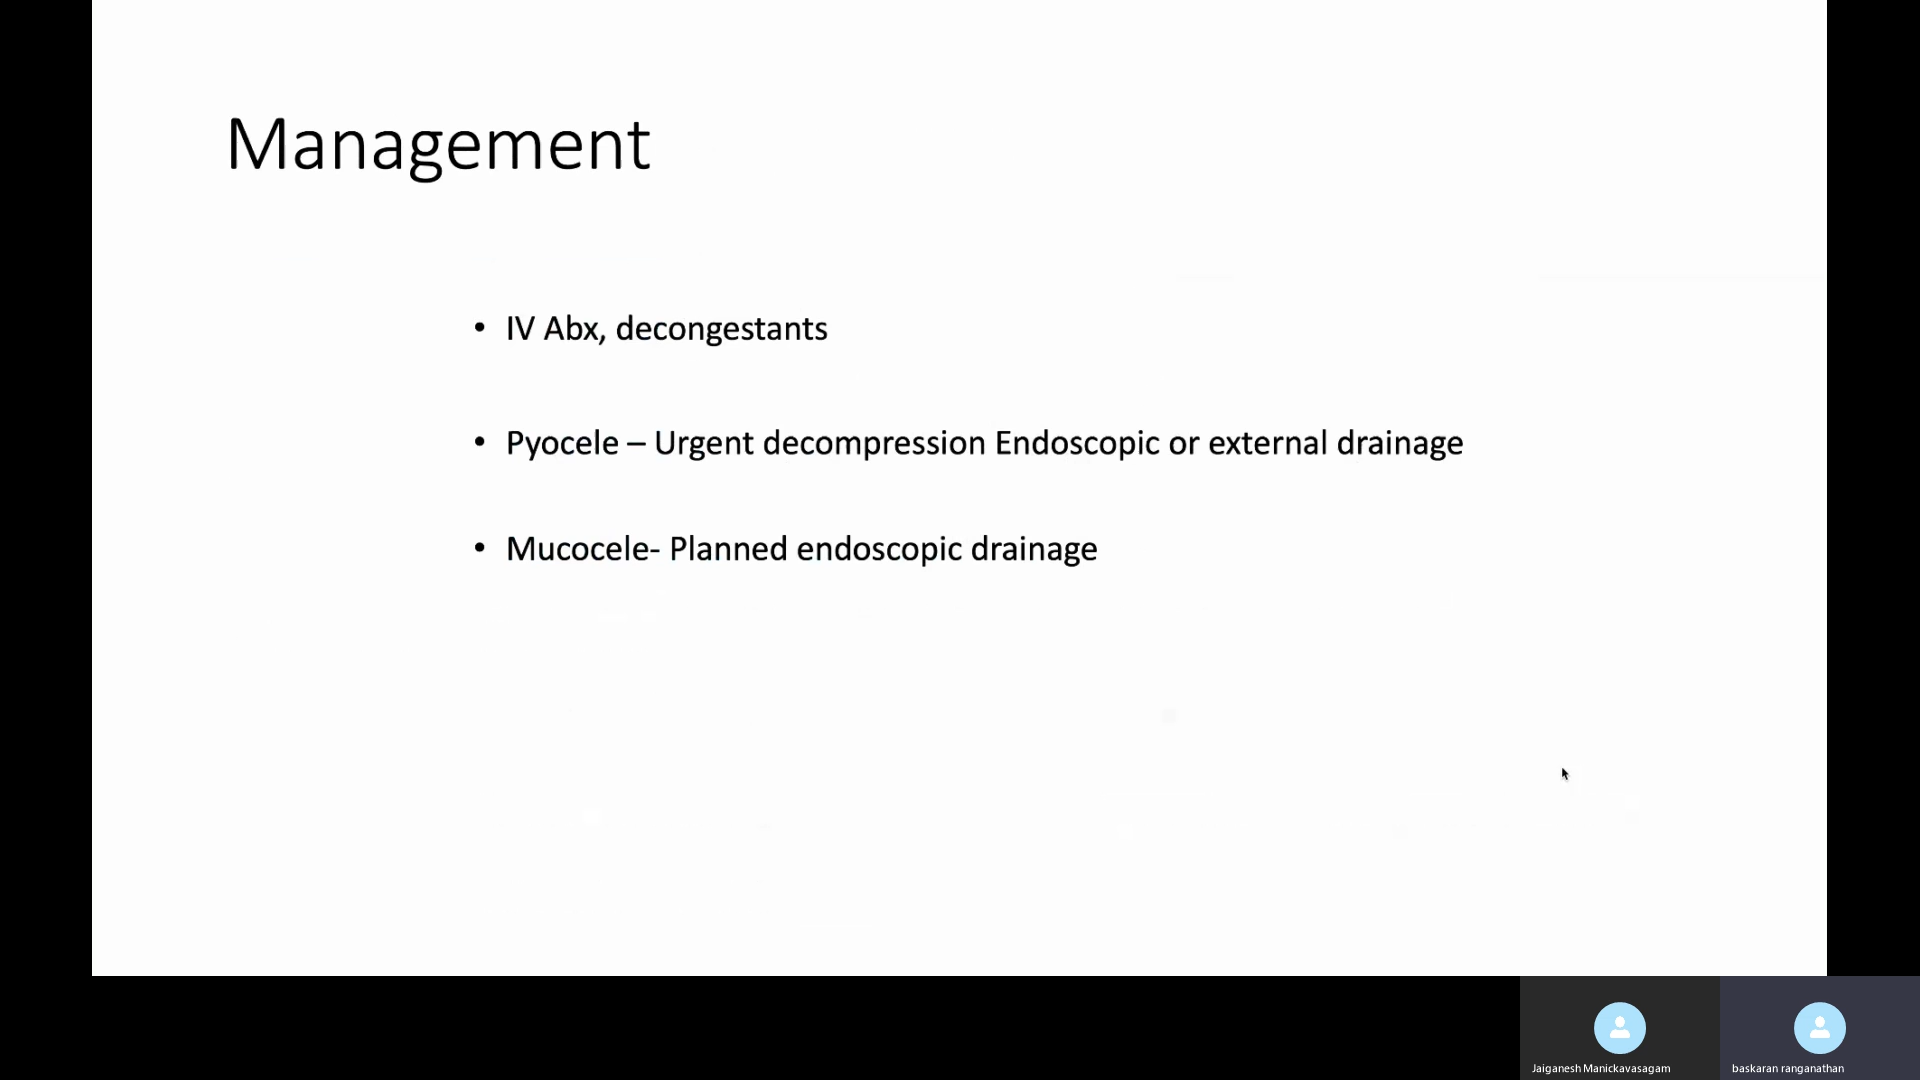 Management
• IV Abx, decongestants
• Pyocele – Urgent decompression Endoscopic or external drainage
• Mucocele- Planned endoscopic drainage
Jaiganesh Manickavasagam
baskaran ranganathan